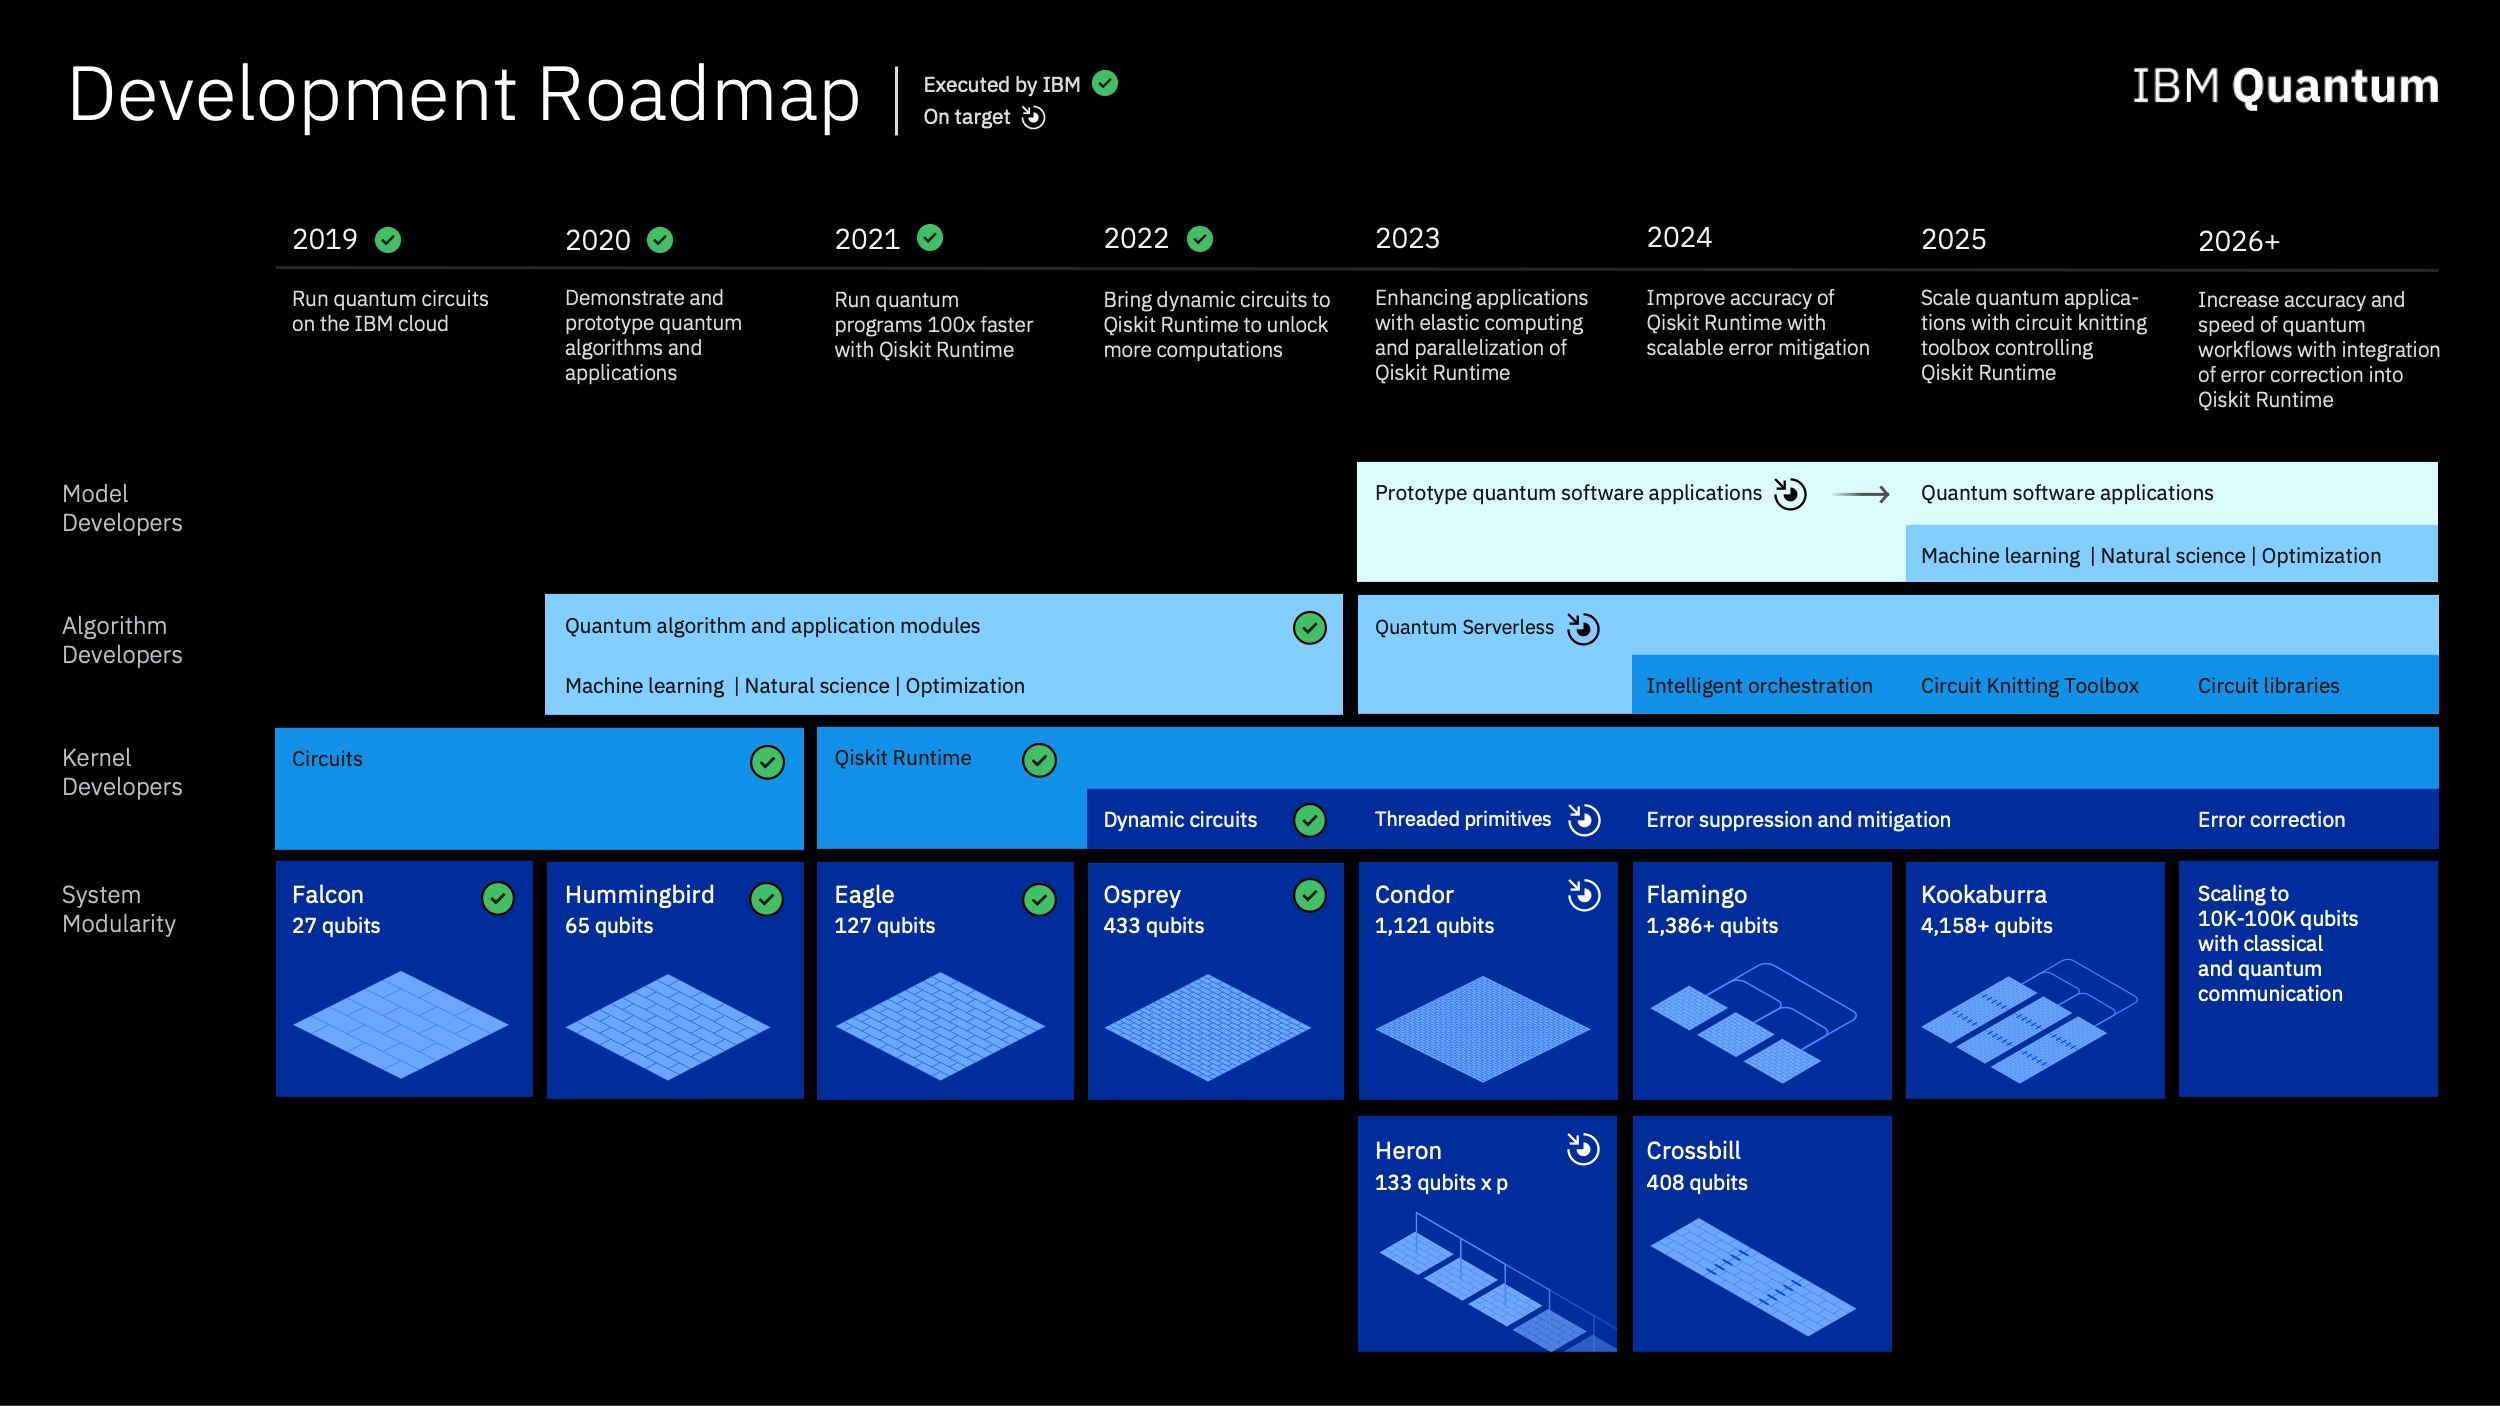 Development Roadmap
Executed by IBM
On target
IBM Quantum
2019
2020
2021
2022
2023
2024
2025
2026+
Run quantum circuits
on the IBM cloud
Demonstrate and
prototype quantum
algorithms and
applications
Run quantum
programs 100x faster
with Qiskit Runtime
Bring dynamic circuits to
Qiskit Runtime to unlock
more computations
Enhancing applications
with elastic computing
and parallelization of
Qiskit Runtime
Improve accuracy of
Qiskit Runtime with
scalable error mitigation
Scale quantum applica-
tions with circuit knitting
toolbox controlling
Qiskit Runtime
Increase accuracy and
speed of quantum
workflows with integration
of error correction into
Qiskit Runtime
Model
Developers
Prototype quantum software applications
Quantum software applications
Machine learning | Natural science | Optimization
Algorithm
Developers
Quantum algorithm and application modules
Machine learning | Natural science | Optimization
Quantum Serverless
Intelligent orchestration
Circuit Knitting Toolbox
Circuit libraries
Kernel
Developers
Circuits
Qiskit Runtime
Dynamic circuits
Threaded primitives
Error suppression and mitigation
Error correction
System
Modularity
Falcon
27 qubits
Hummingbird
65 qubits
Eagle
127 qubits
Osprey
433 qubits
Condor
1,121 qubits
Flamingo
1,386+ qubits
Kookaburra
4,158+ qubits
Scaling to
10K-100K qubits
with classical
and quantum
communication
Heron
133 qubits x p
Crossbill
408 qubits